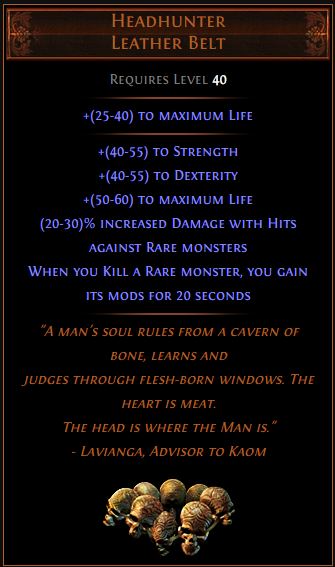 Headhunter
Leather Belt
Requires Level 40
+(25-40) to maximum Life
+(40-55) to Strength
+(40-55) to Dexterity
+(50-60) to maximum Life
(20-30)% increased Damage with Hits
against Rare monsters
When you Kill a Rare monster, you gain
its mods for 20 seconds
"A man's soul rules from a cavern of
bone, learns and
judges through flesh-born windows. The
heart is meat.
The head is where the Man is."
- Lavianga, Advisor to Kaom